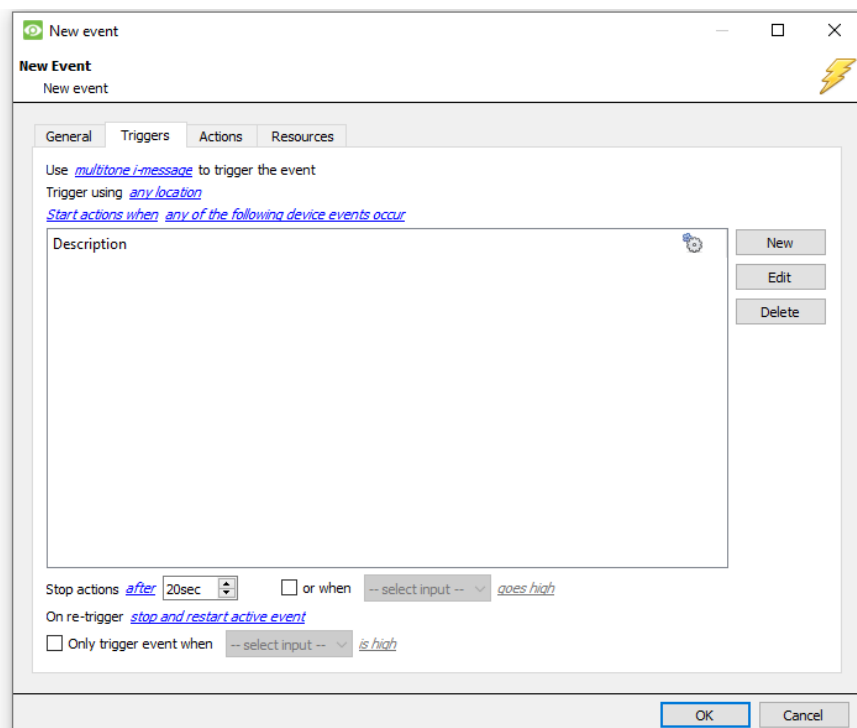 New event
New Event
New event
General Triggers Actions Resources
Use multitone i-message to trigger the event
Trigger using any location
Start actions when any of the following device events occur
Description
New
Edit
Delete
Stop actions after 20sec or when -- select input -- goes high
On re-trigger stop and restart active event
Only trigger event when -- select input -- is high
OK Cancel